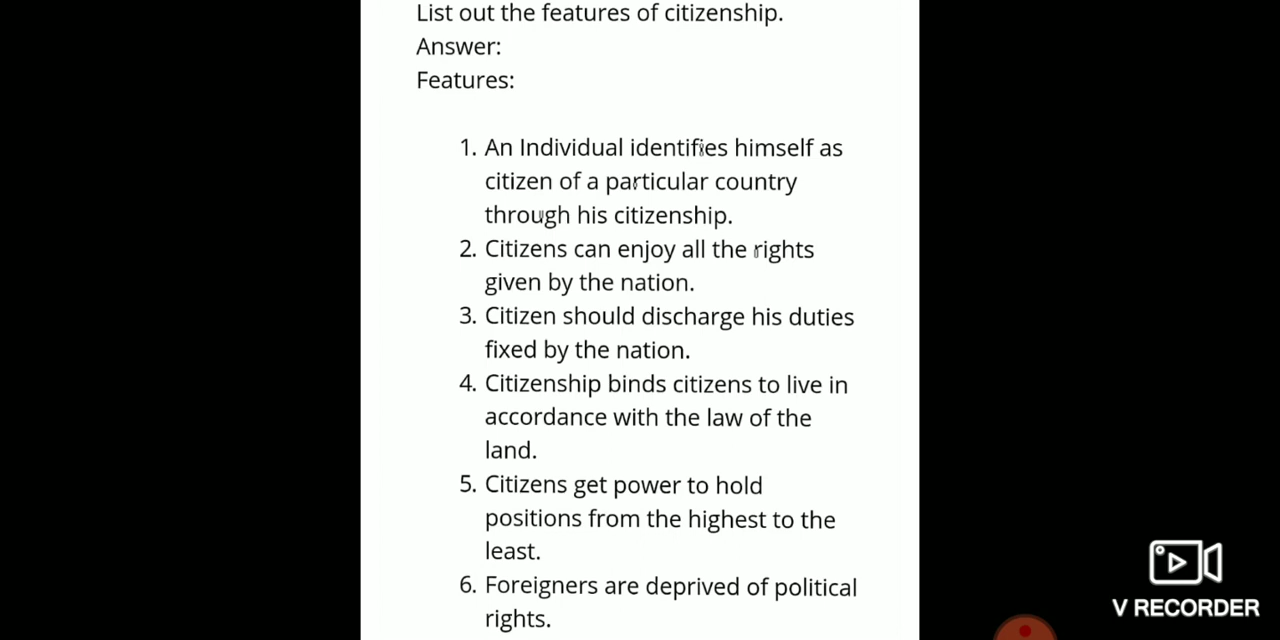 List out the features of citizenship.
Answer:
Features:
1. An Individual identifies himself as
citizen of a particular country
through his citizenship.
2. Citizens can enjoy all the rights
given by the nation.
3. Citizen should discharge his duties
fixed by the nation.
4. Citizenship binds citizens to live in
accordance with the law of the
land.
5. Citizens get power to hold
positions from the highest to the
least.
6. Foreigners are deprived of political
rights.
V RECORDER